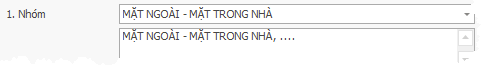 1. Nhóm MẶT NGOÀI - MẶT TRONG NHÀ
MẶT NGOÀI - MẶT TRONG NHÀ, ....